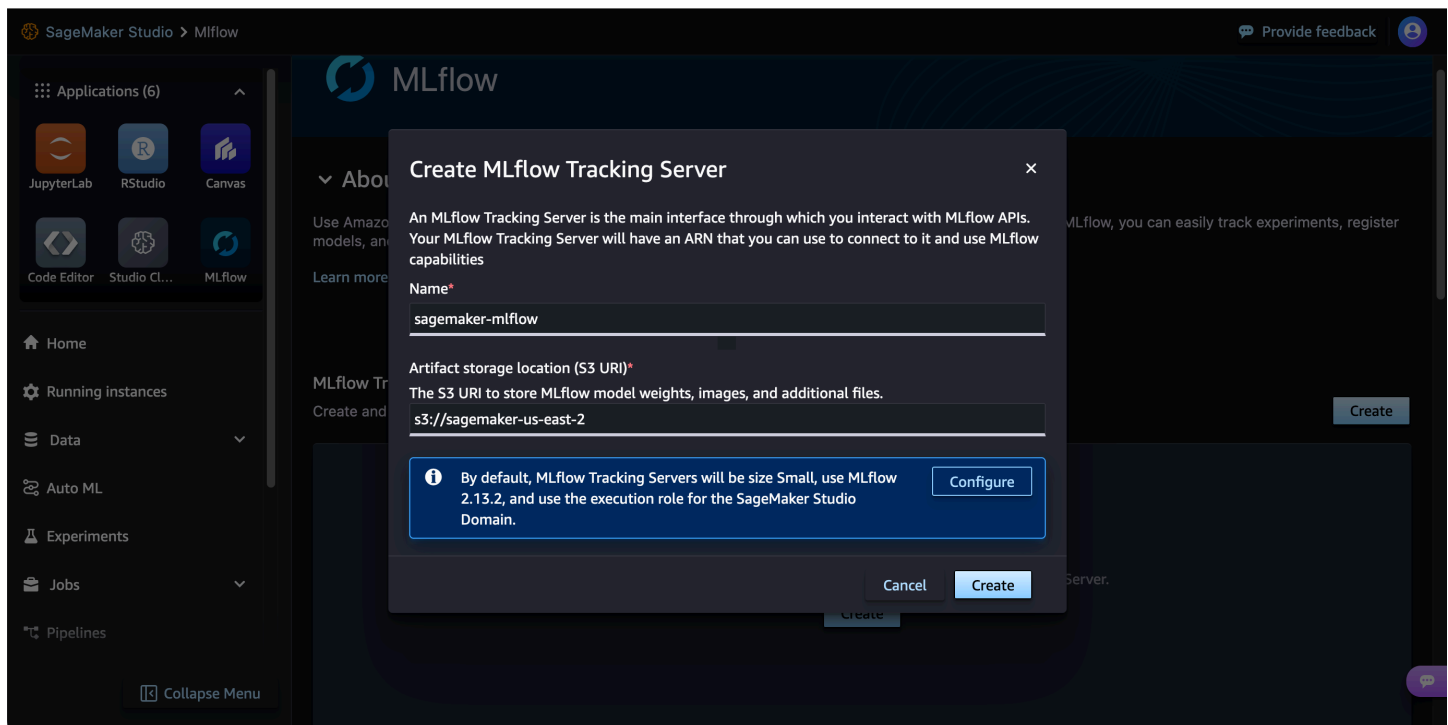 SageMaker Studio > Mlflow
Provide feedback
Applications (6)
JupyterLab
RStudio
Canvas
Code Editor
Studio Cl...
MLflow
Home
Running instances
Data
Auto ML
Experiments
Jobs
Pipelines
Collapse Menu
MLflow
Abou
Use Amazo
MLflow, you can easily track experiments, register
models, an
Learn more
MLflow Tr
Create and
Create
Server.
Create
Create MLflow Tracking Server
An MLflow Tracking Server is the main interface through which you interact with MLflow APIs.
Your MLflow Tracking Server will have an ARN that you can use to connect to it and use MLflow
capabilities
Name*
sagemaker-mlflow
Artifact storage location (S3 URI)*
The S3 URI to store MLflow model weights, images, and additional files.
s3://sagemaker-us-east-2
By default, MLflow Tracking Servers will be size Small, use MLflow
2.13.2, and use the execution role for the SageMaker Studio
Domain.
Configure
Cancel
Create